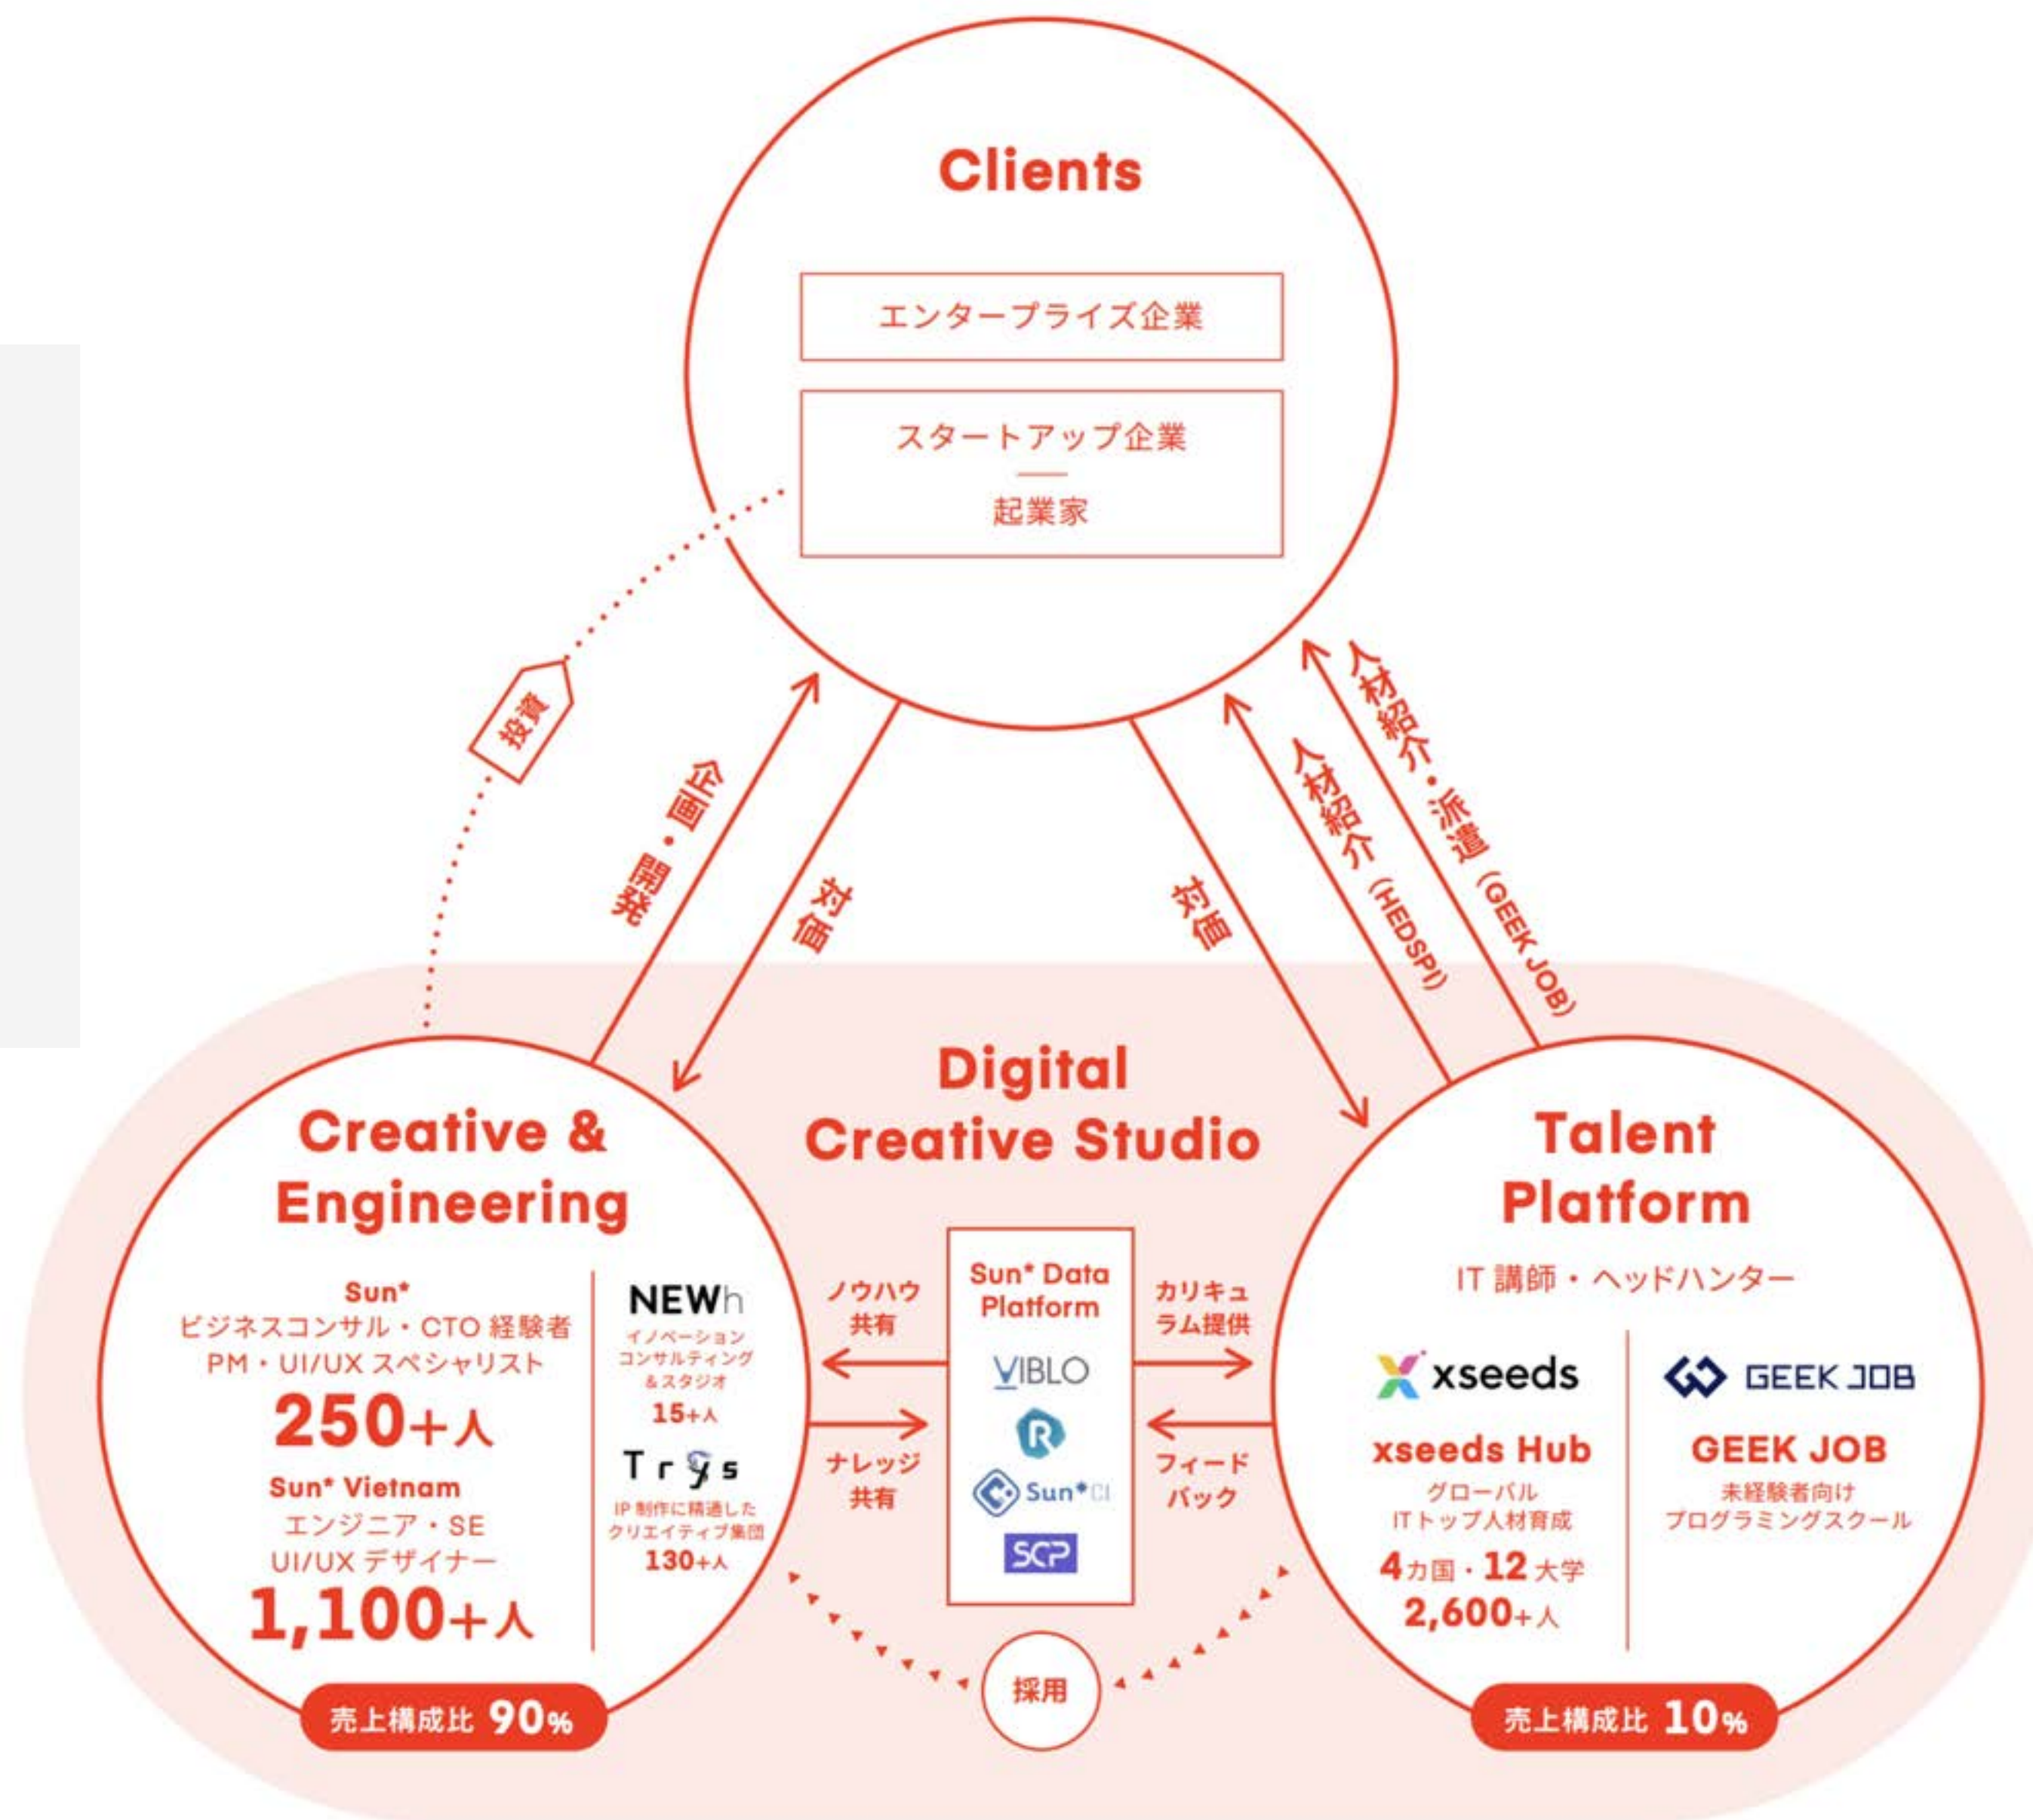 Clients
エンタープライズ企業
スタートアップ企業
起業家
投資
企画・開発
対価
対価
人材紹介（HEDSPI）
人材紹介・派遣（GEEK JOB）
Digital
Creative Studio
Creative &
Engineering
Sun*
ビジネスコンサル・CTO 経験者
PM・UI/UX スペシャリスト
250+人
Sun* Vietnam
エンジニア・SE
UI/UX デザイナー
1,100+人
NEWh
イノベーション
コンサルティング
&スタジオ
15+人
Trys
IP 制作に精通した
クリエイティブ集団
130+人
売上構成比 90%
ノウハウ
共有
ナレッジ
共有
Sun* Data
Platform
VIBLO
R
Sun*CI
SCP
カリキュ
ラム提供
フィード
バック
採用
Talent
Platform
IT 講師・ヘッドハンター
xseeds
xseeds Hub
グローバル
ITトップ人材育成
4カ国・12 大学
2,600+人
GEEK JOB
GEEK JOB
未経験者向け
プログラミングスクール
売上構成比 10%